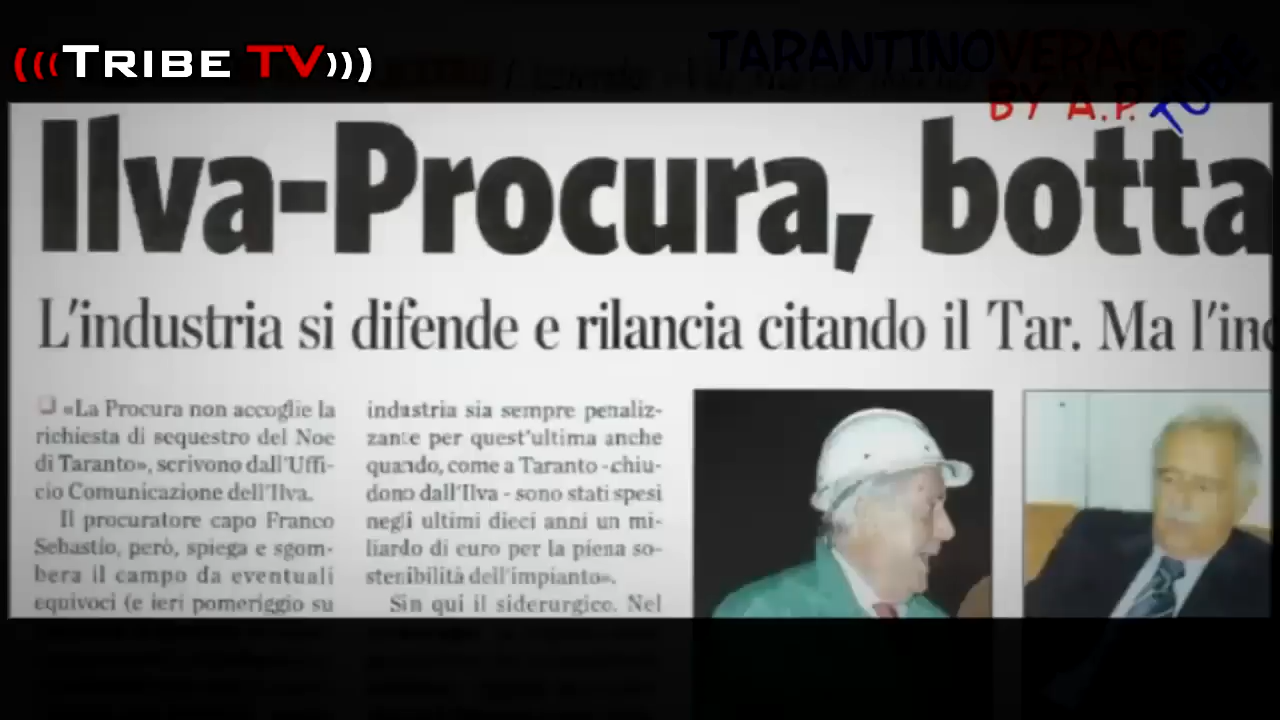 (((TRIBE TV)))
TARANTINOVERACE
BY A.P. TUBE
Ilva-Procura, botta
L'industria si difende e rilancia citando il Tar. Ma l'inc
«La Procura non accoglie la
richiesta di sequestro del Noe
di Taranto», scrivono dall'Uffi-
cio Comunicazione dell'Ilva.
Il procuratore capo Franco
Sebastio, però, spiega e sgom-
bera il campo da eventuali
equivoci (e ieri pomeriggio su
industria sia sempre penaliz-
zante per quest'ultima anche
quando, come a Taranto - chiu-
dono dall'Ilva - sono stati spesi
negli ultimi dieci anni un mi-
liardo di euro per la piena so-
stenibilità dell'impianto».
Sin qui il siderurgico. Nel